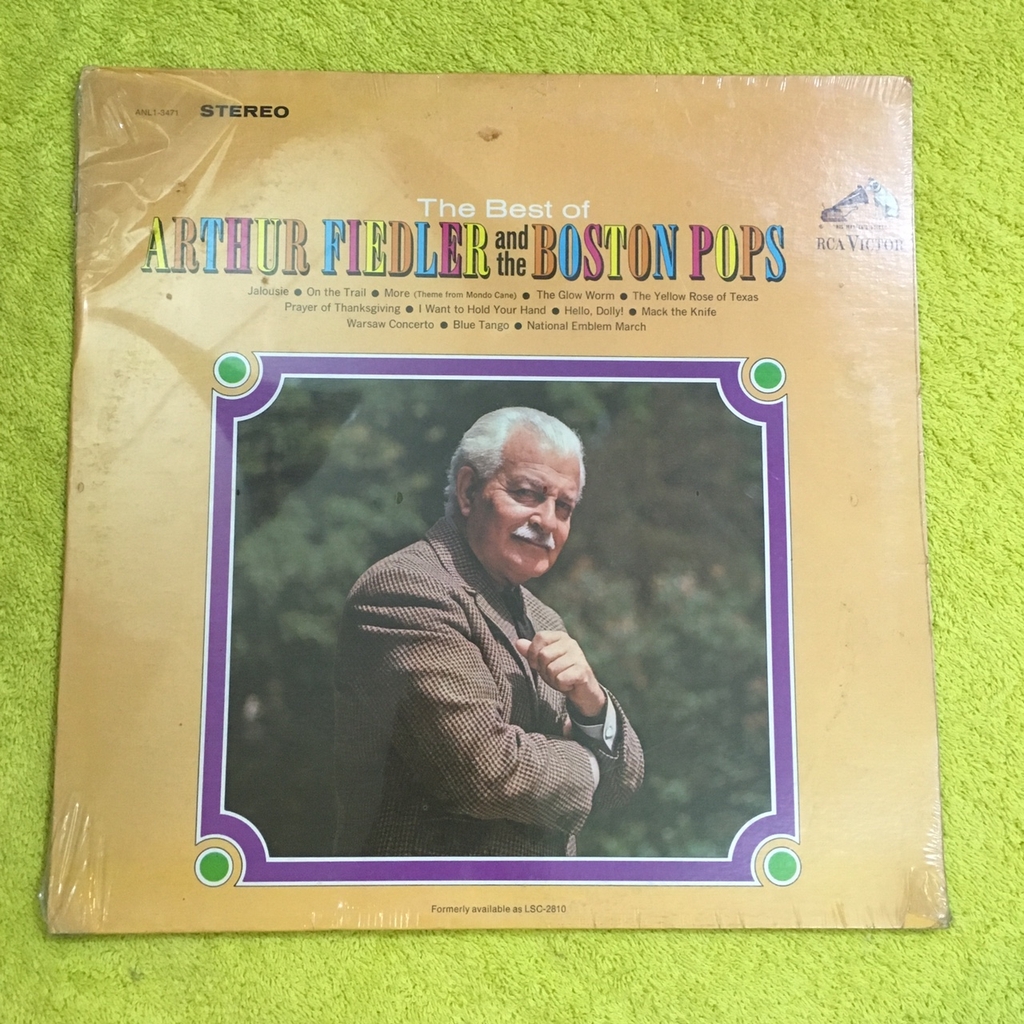 ANL1-3471 STEREO
The Best of
ARTHUR FIEDLER and the BOSTON POPS
RCA VICTOR
Jalousie ● On the Trail ● More (Theme from Mondo Cane) ● The Glow Worm ● The Yellow Rose of Texas
Prayer of Thanksgiving ● I Want to Hold Your Hand ● Hello, Dolly! ● Mack the Knife
Warsaw Concerto ● Blue Tango ● National Emblem March
Formerly available as LSC-2810